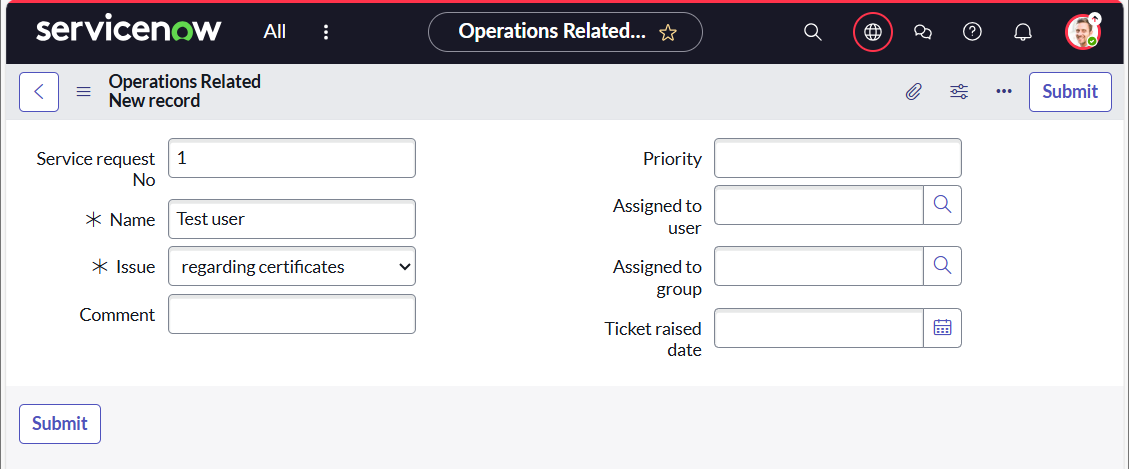 servicenow All Operations Related...
Operations Related
New record
Submit
Service request
No
1
Name
Test user
Issue
regarding certificates
Comment
Priority
Assigned to
user
Assigned to
group
Ticket raised
date
Submit